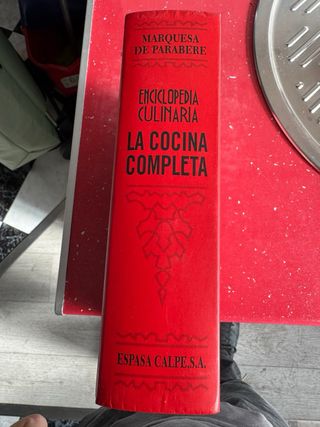 MARQUESA
DE PARABERE
ENCICLOPEDIA
CULINARIA
LA COCINA
COMPLETA
ESPASA CALPE,S.A.